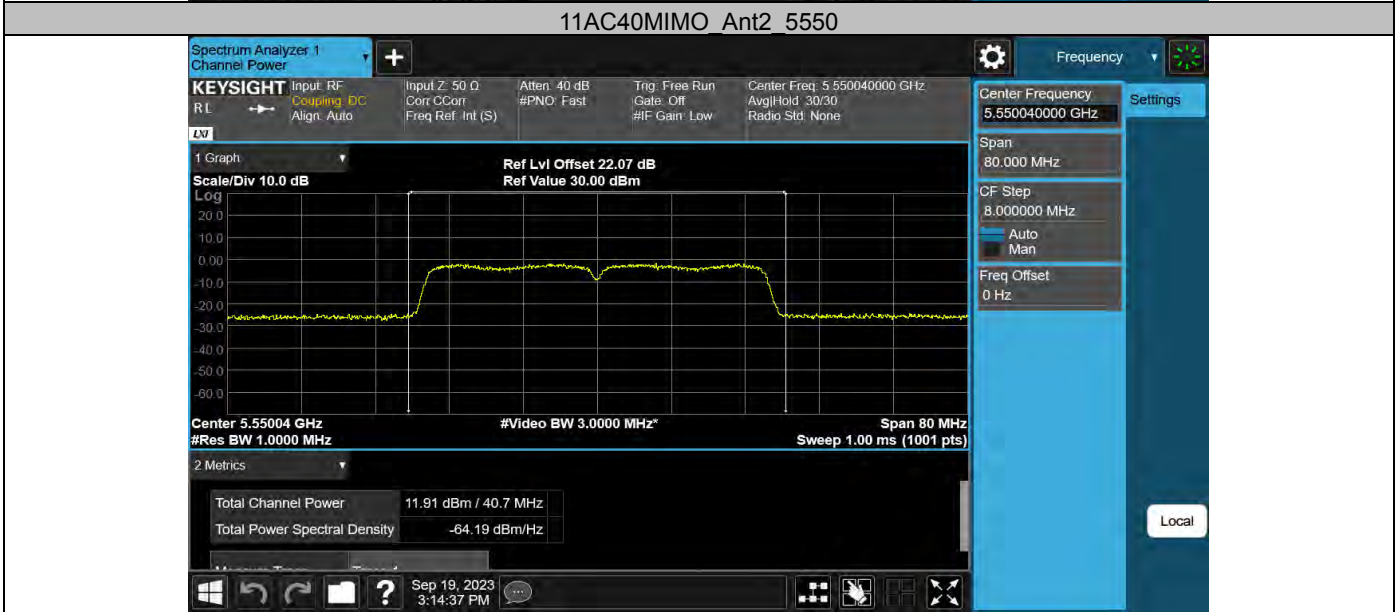 11AC40MIMO_Ant2_5550
Spectrum Analyzer 1
Channel Power
+
Frequency
KEYSIGHT
RL
LXI
Input: RF
Coupling: DC
Align: Auto
Input Z: 50 Ω
Corr CCorr
Freq Ref: Int (S)
Atten: 40 dB
#PNO: Fast
Trig: Free Run
Gate: Off
#IF Gain: Low
Center Freq: 5.550040000 GHz
Avg|Hold: 30/30
Radio Std: None
Center Frequency
5.550040000 GHz
Settings
Span
80.000 MHz
CF Step
8.000000 MHz
Auto
Man
Freq Offset
0 Hz
1 Graph
Ref Lvl Offset 22.07 dB
Scale/Div 10.0 dB
Ref Value 30.00 dBm
Log
20.0
10.0
0.00
-10.0
-20.0
-30.0
-40.0
-50.0
-60.0
Center 5.55004 GHz
#Video BW 3.0000 MHz*
Span 80 MHz
#Res BW 1.0000 MHz
Sweep 1.00 ms (1001 pts)
2 Metrics
Total Channel Power
11.91 dBm / 40.7 MHz
Total Power Spectral Density
-64.19 dBm/Hz
Local
?
Sep 19, 2023
3:14:37 PM